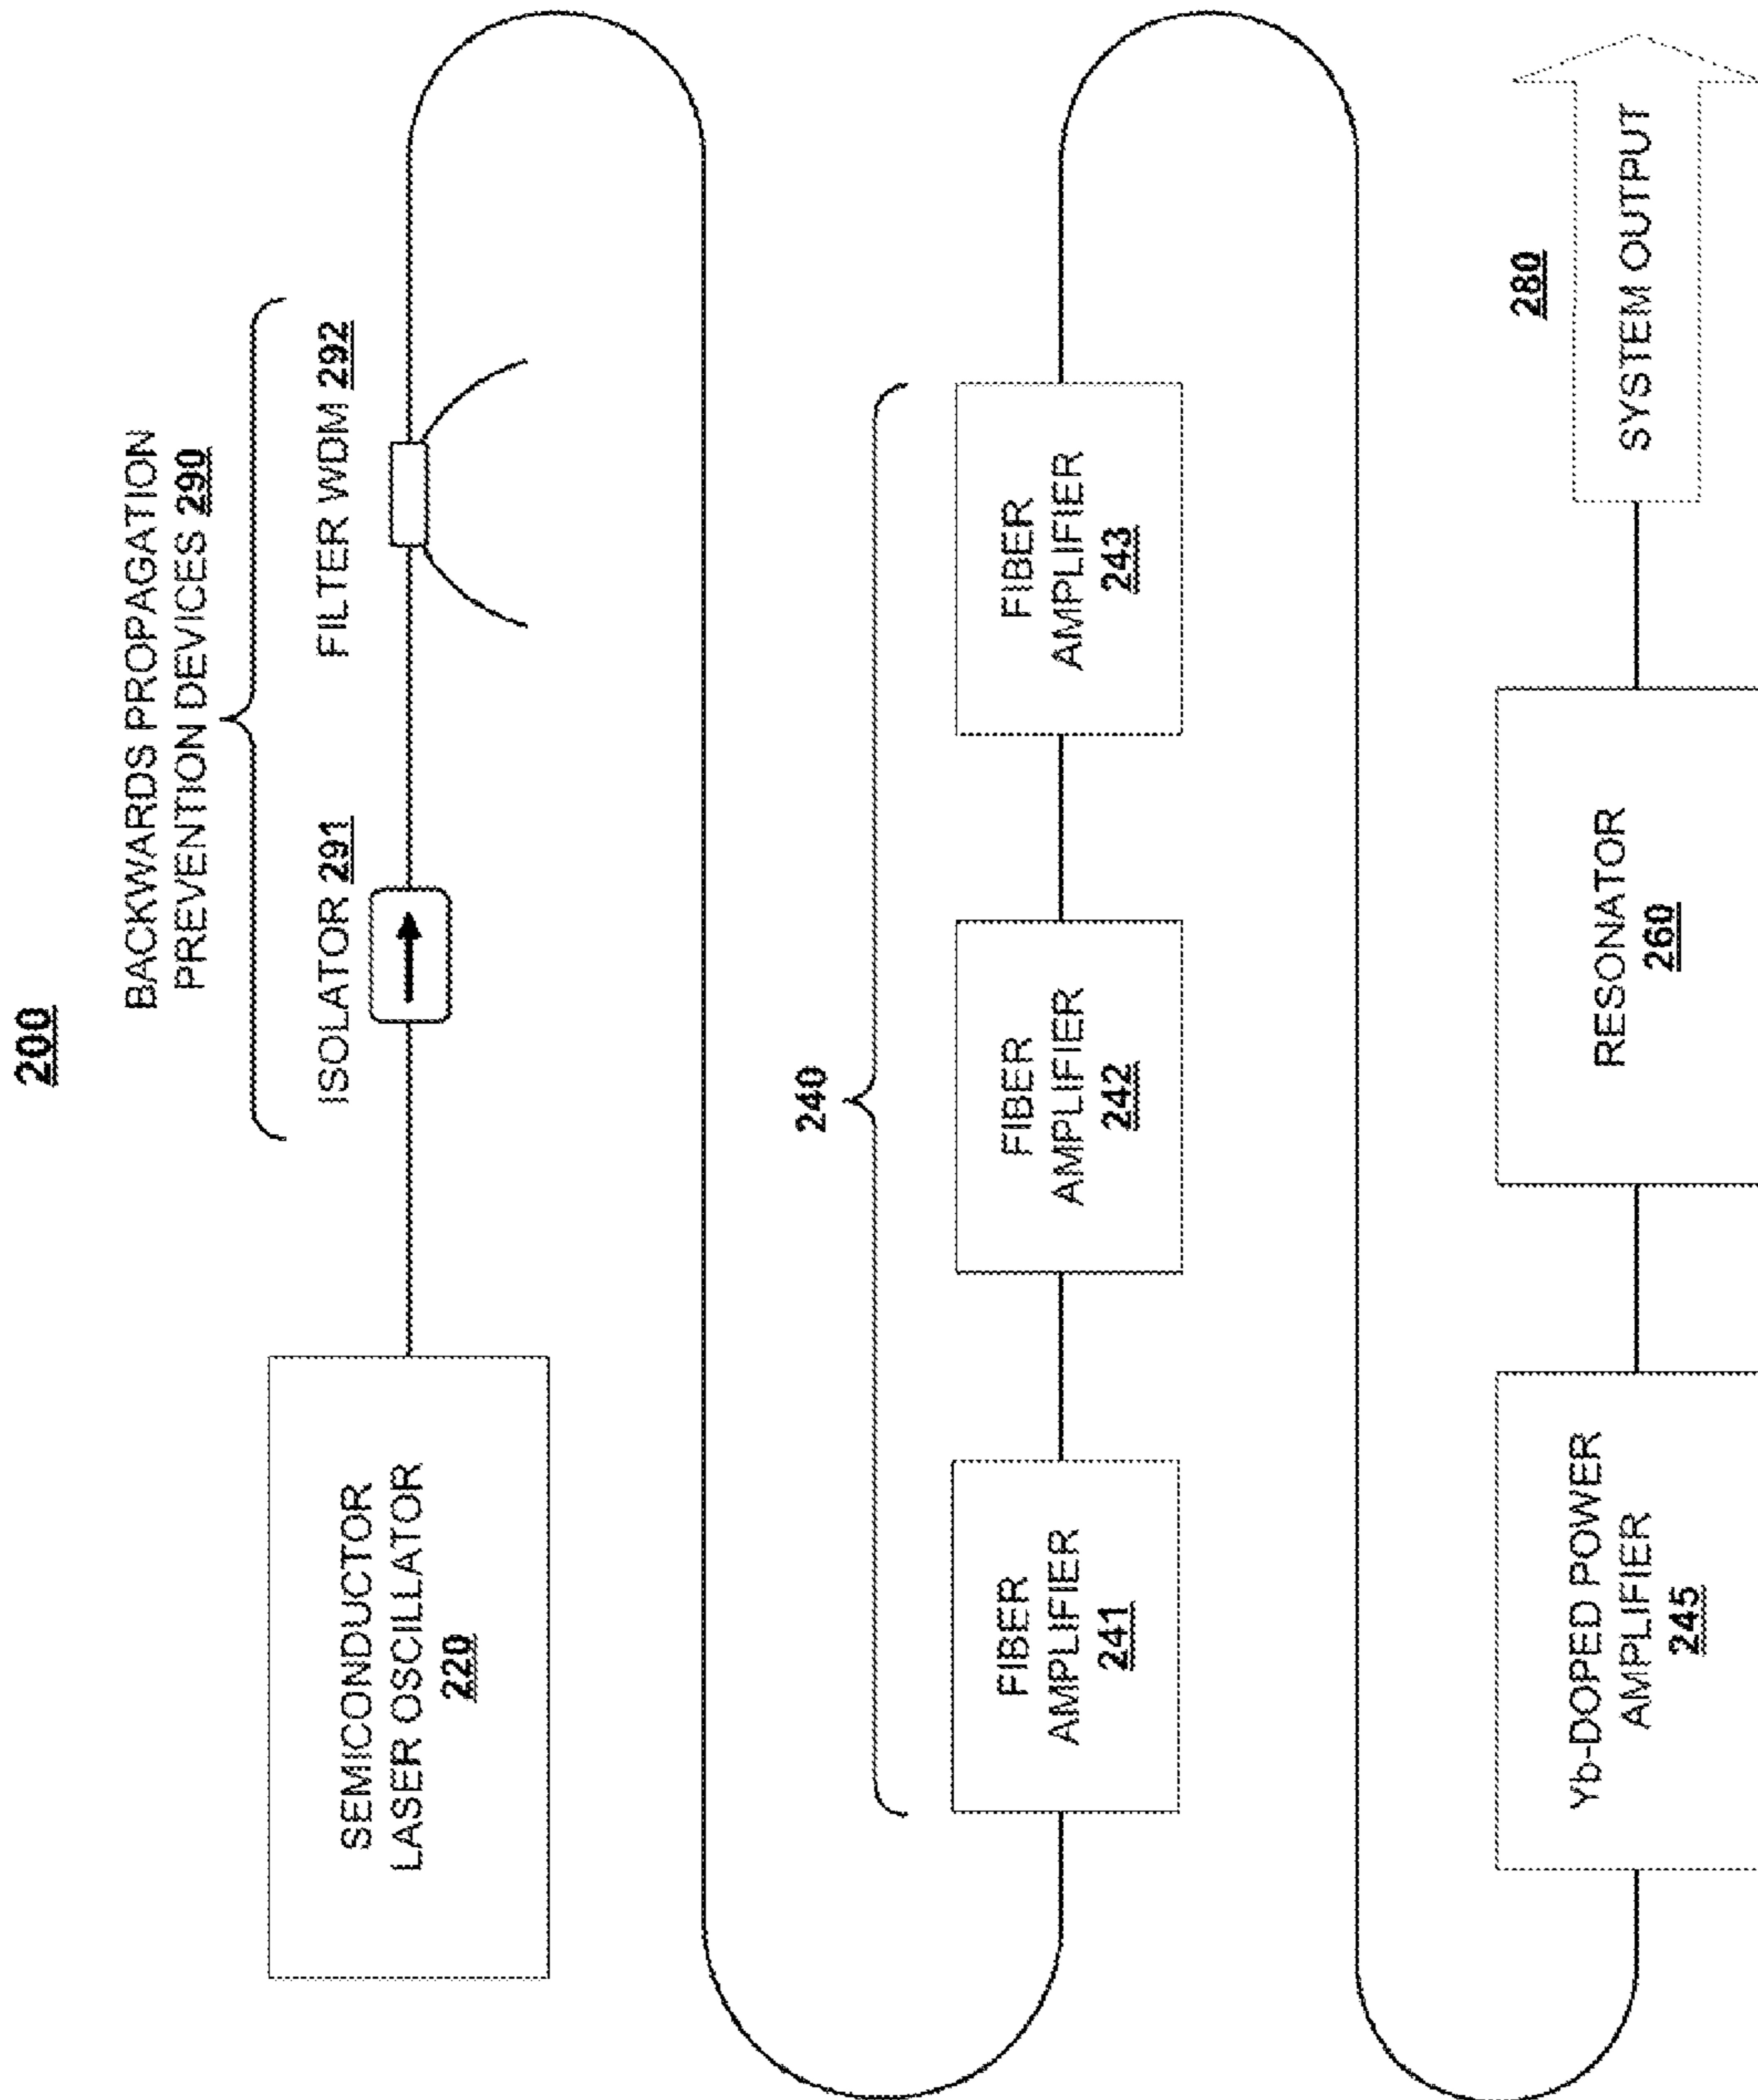 200
BACKWARDS PROPAGATION
PREVENTION DEVICES 290
SEMICONDUCTOR
LASER OSCILLATOR
220
ISOLATOR 291
FILTER WDM 292
240
FIBER
AMPLIFIER
241
FIBER
AMPLIFIER
242
FIBER
AMPLIFIER
243
Yb-DOPED POWER
AMPLIFIER
245
RESONATOR
260
280
SYSTEM OUTPUT